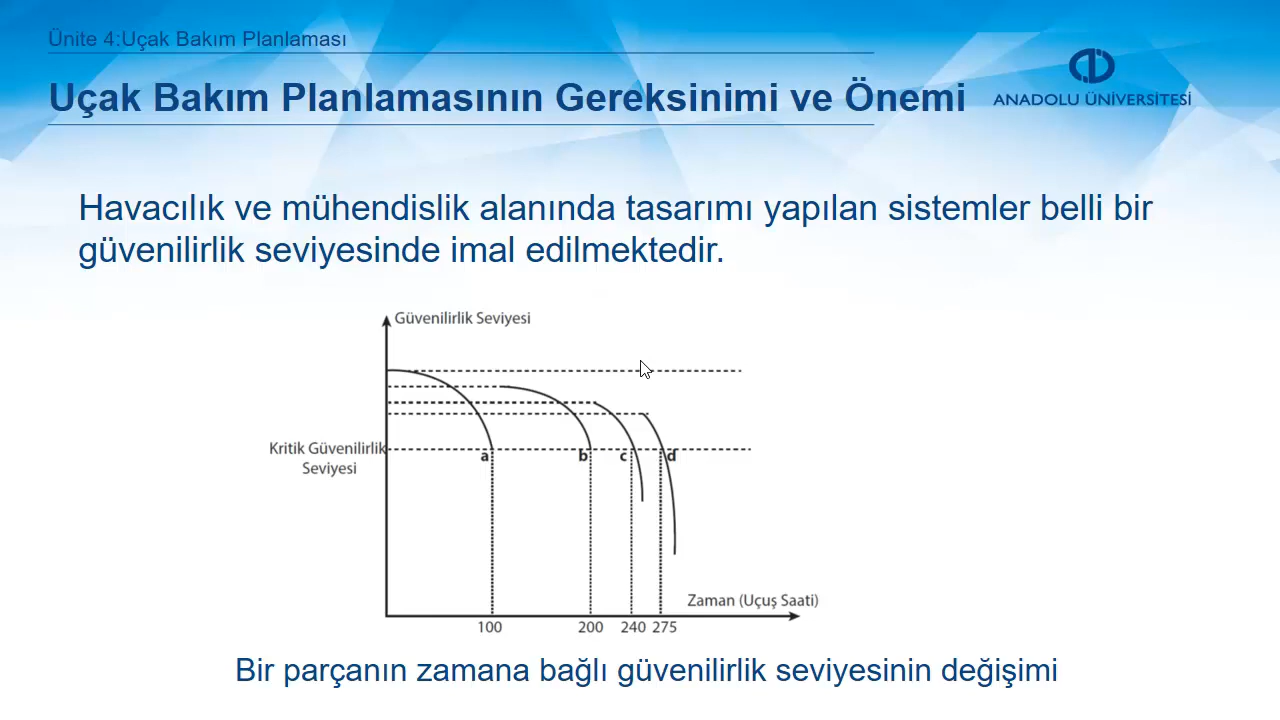 Ünite 4:Uçak Bakım Planlaması
Uçak Bakım Planlamasının Gereksinimi ve Önemi
ANADOLU ÜNİVERSİTESİ
Havacılık ve mühendislik alanında tasarımı yapılan sistemler belli bir
güvenilirlik seviyesinde imal edilmektedir.
Güvenilirlik Seviyesi
Kritik Güvenilirlik
Seviyesi
a b c d
Zaman (Uçuş Saati)
100 200 240 275
Bir parçanın zamana bağlı güvenilirlik seviyesinin değişimi